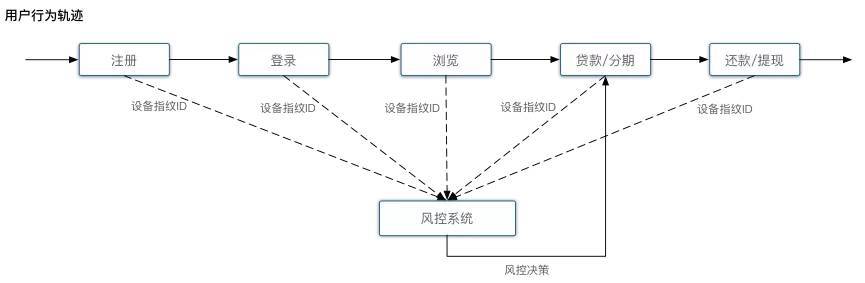 用户行为轨迹
注册
登录
浏览
贷款/分期
还款/提现
设备指纹ID
设备指纹ID
设备指纹ID
设备指纹ID
设备指纹ID
风控系统
风控决策